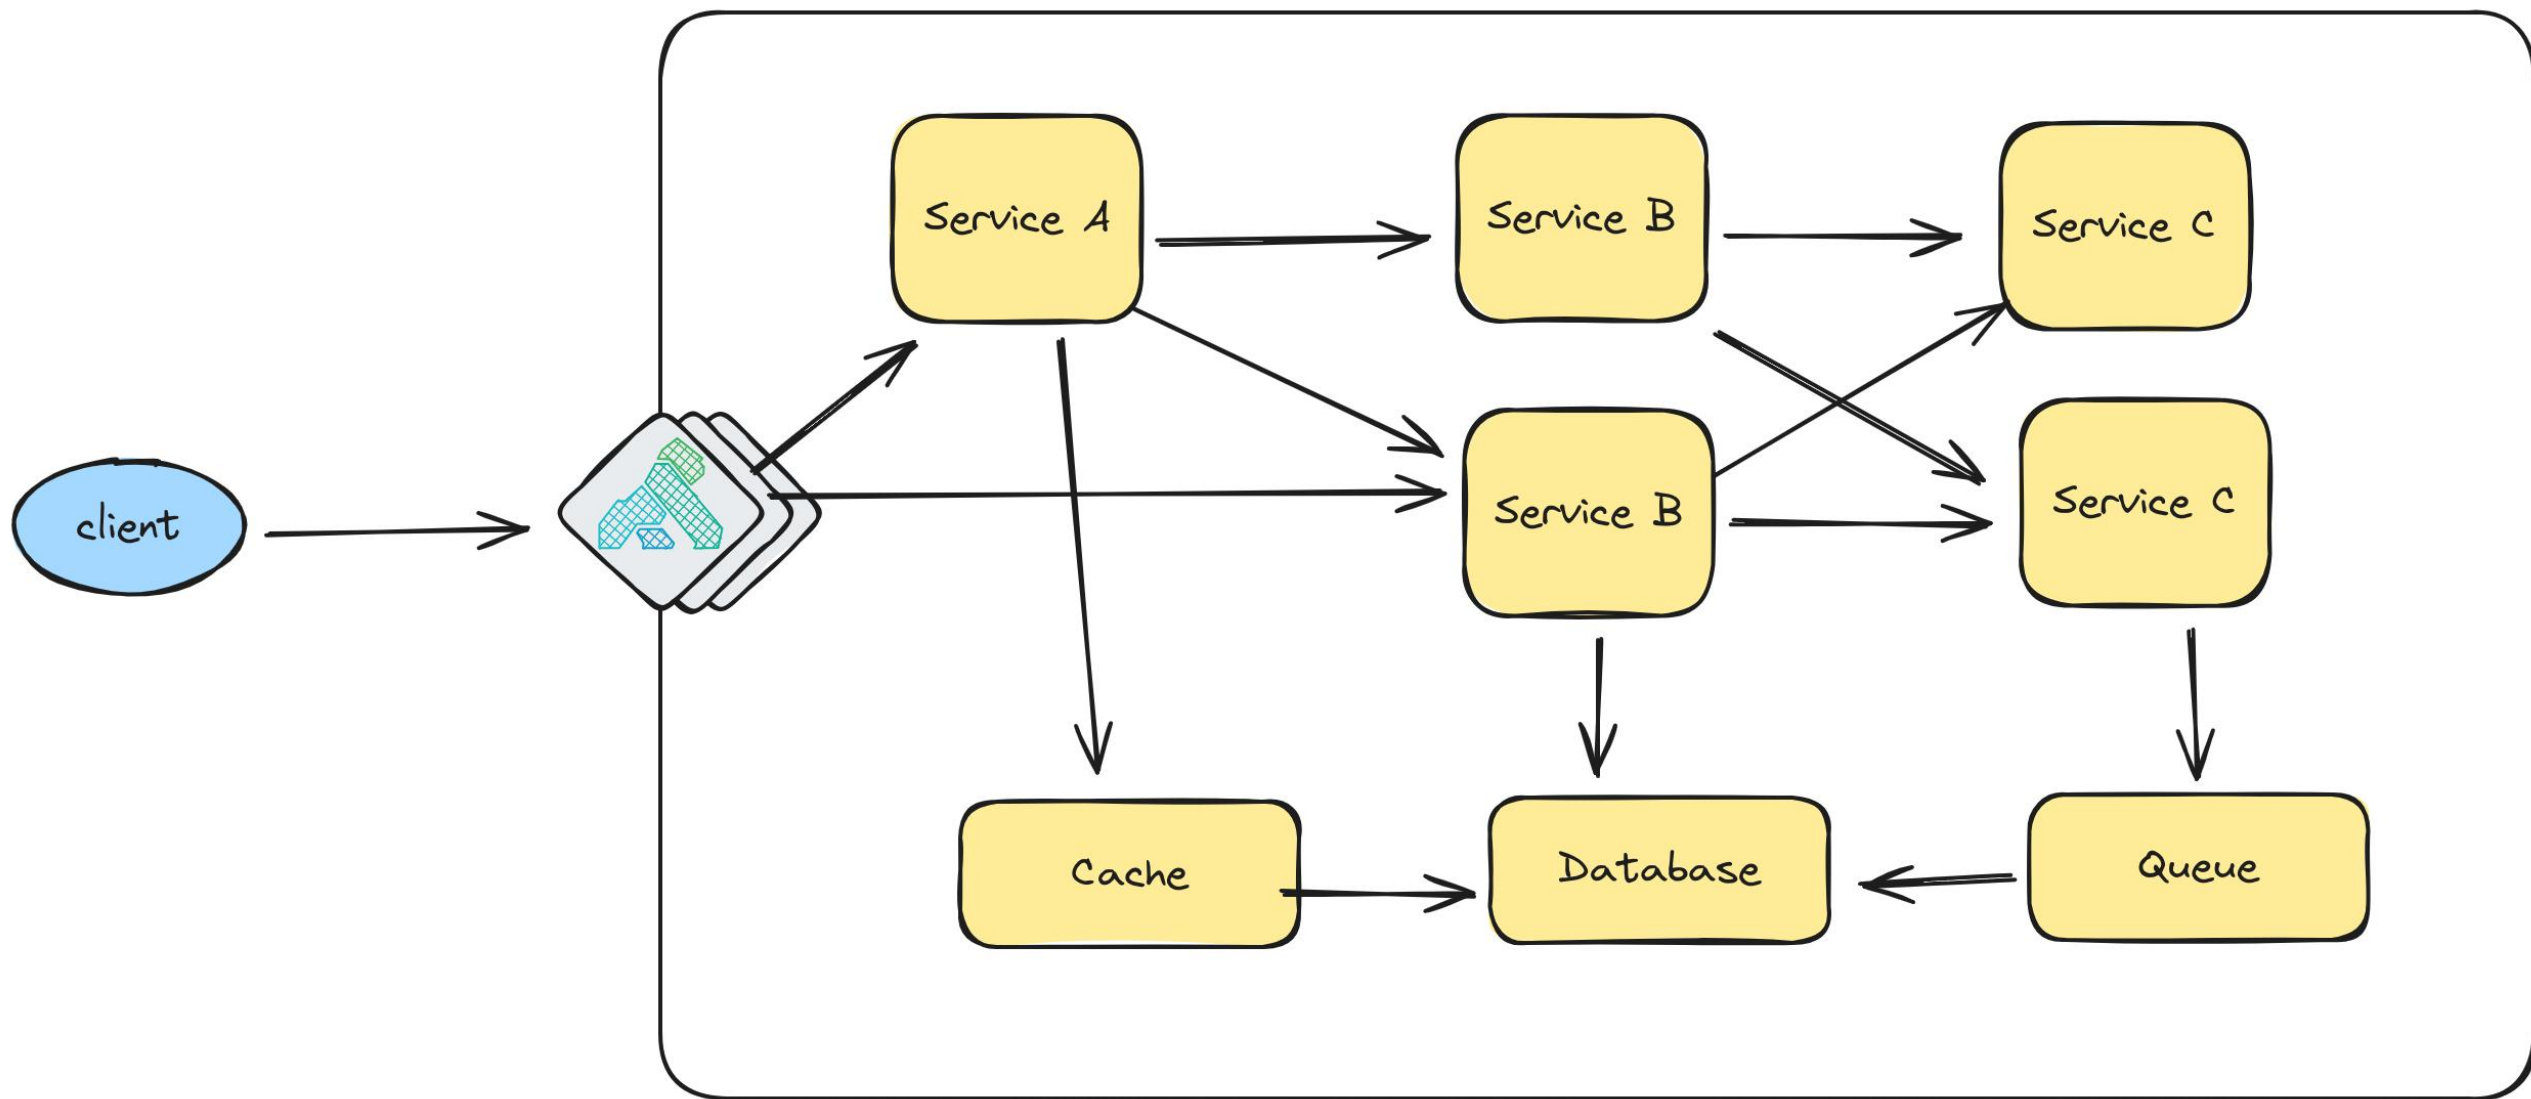 Service A
Service B
Service C
client
Service B
Service C
Cache
Database
Queue